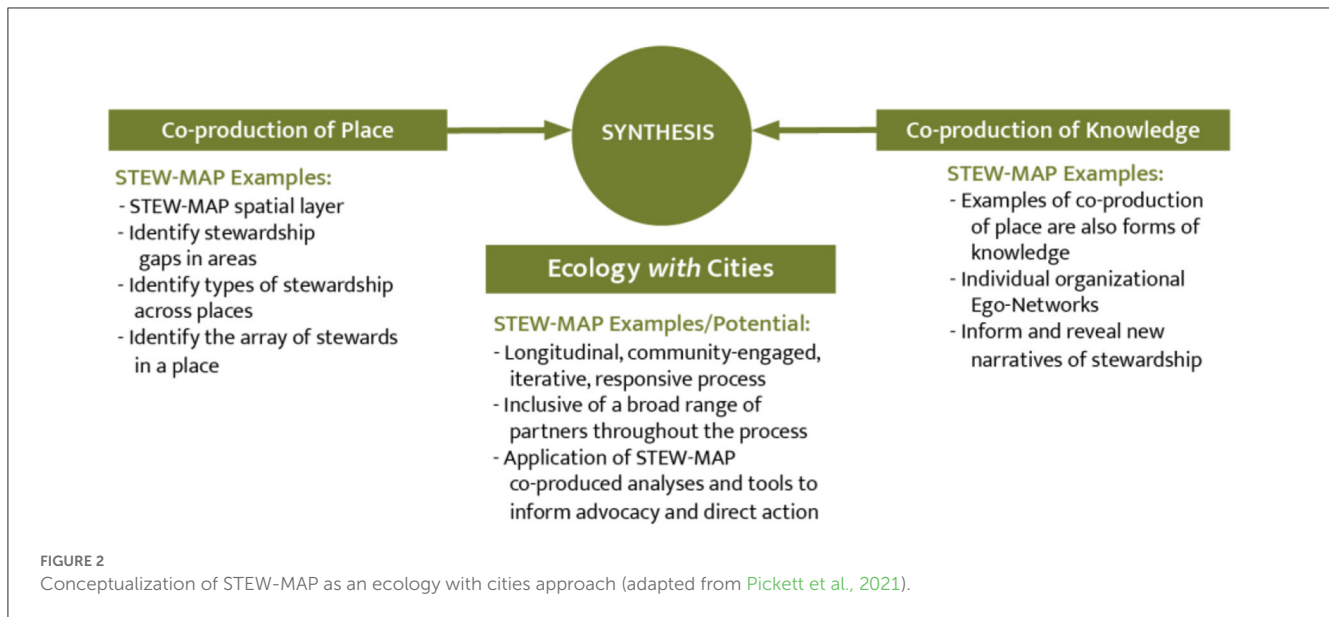 Co-production of Place
SYNTHESIS
Co-production of Knowledge
STEW-MAP Examples:
- STEW-MAP spatial layer
- Identify stewardship
gaps in areas
- Identify types of stewardship
across places
- Identify the array of stewards
in a place
Ecology with Cities
STEW-MAP Examples/Potential:
- Longitudinal, community-engaged,
iterative, responsive process
- Inclusive of a broad range of
partners throughout the process
- Application of STEW-MAP
co-produced analyses and tools to
inform advocacy and direct action
STEW-MAP Examples:
- Examples of co-production
of place are also forms of
knowledge
- Individual organizational
Ego-Networks
- Inform and reveal new
narratives of stewardship
FIGURE 2
Conceptualization of STEW-MAP as an ecology with cities approach (adapted from Pickett et al., 2021).